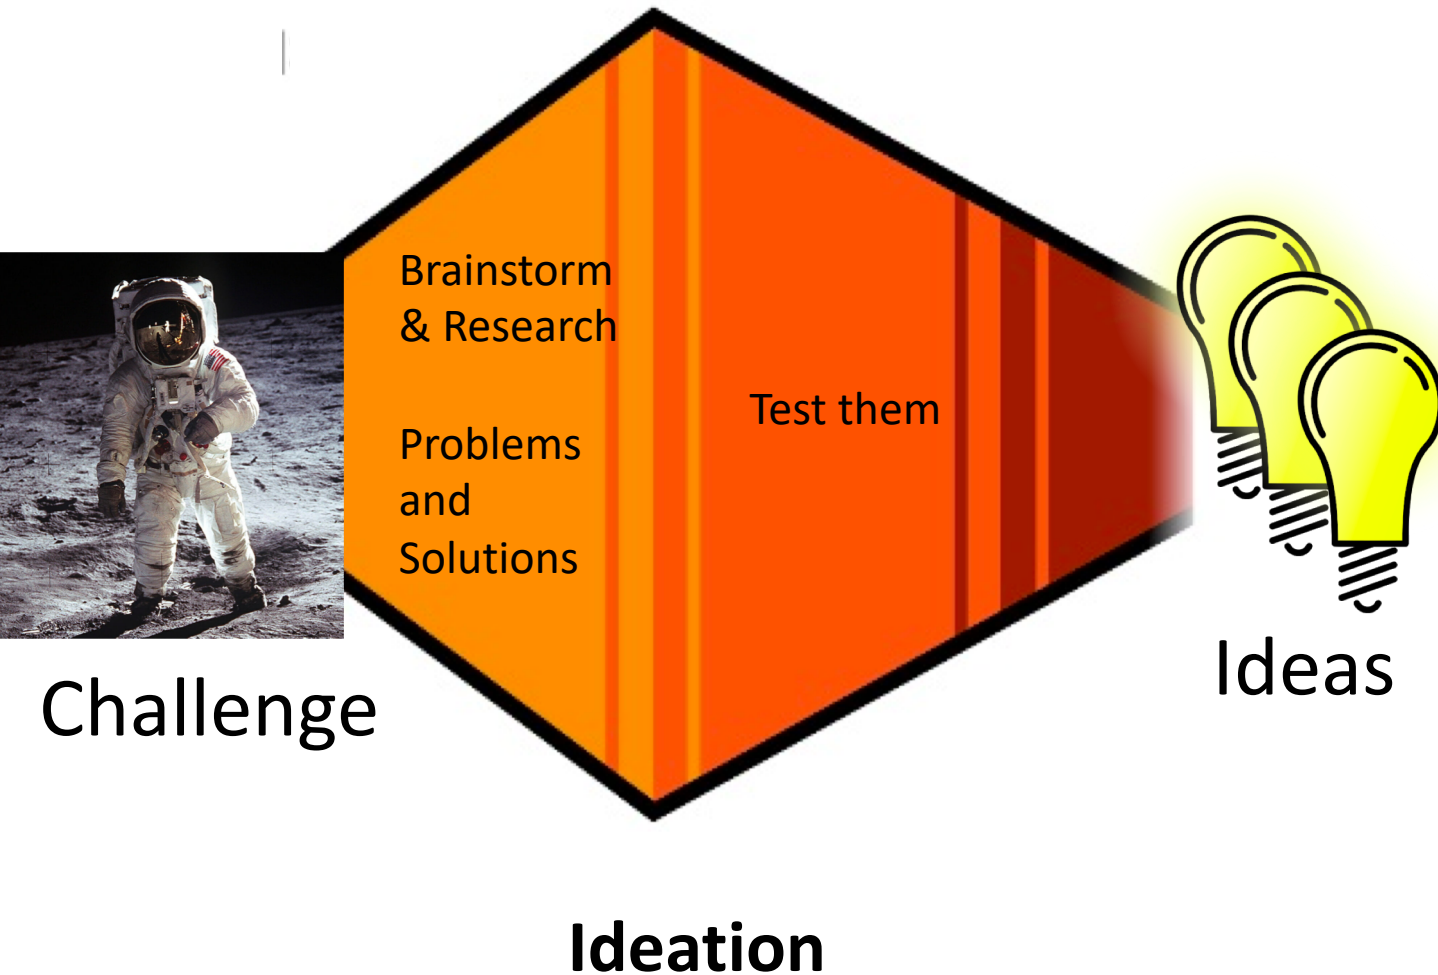 Brainstorm
& Research
Problems
and
Solutions
Test them
Challenge
Ideas
Ideation